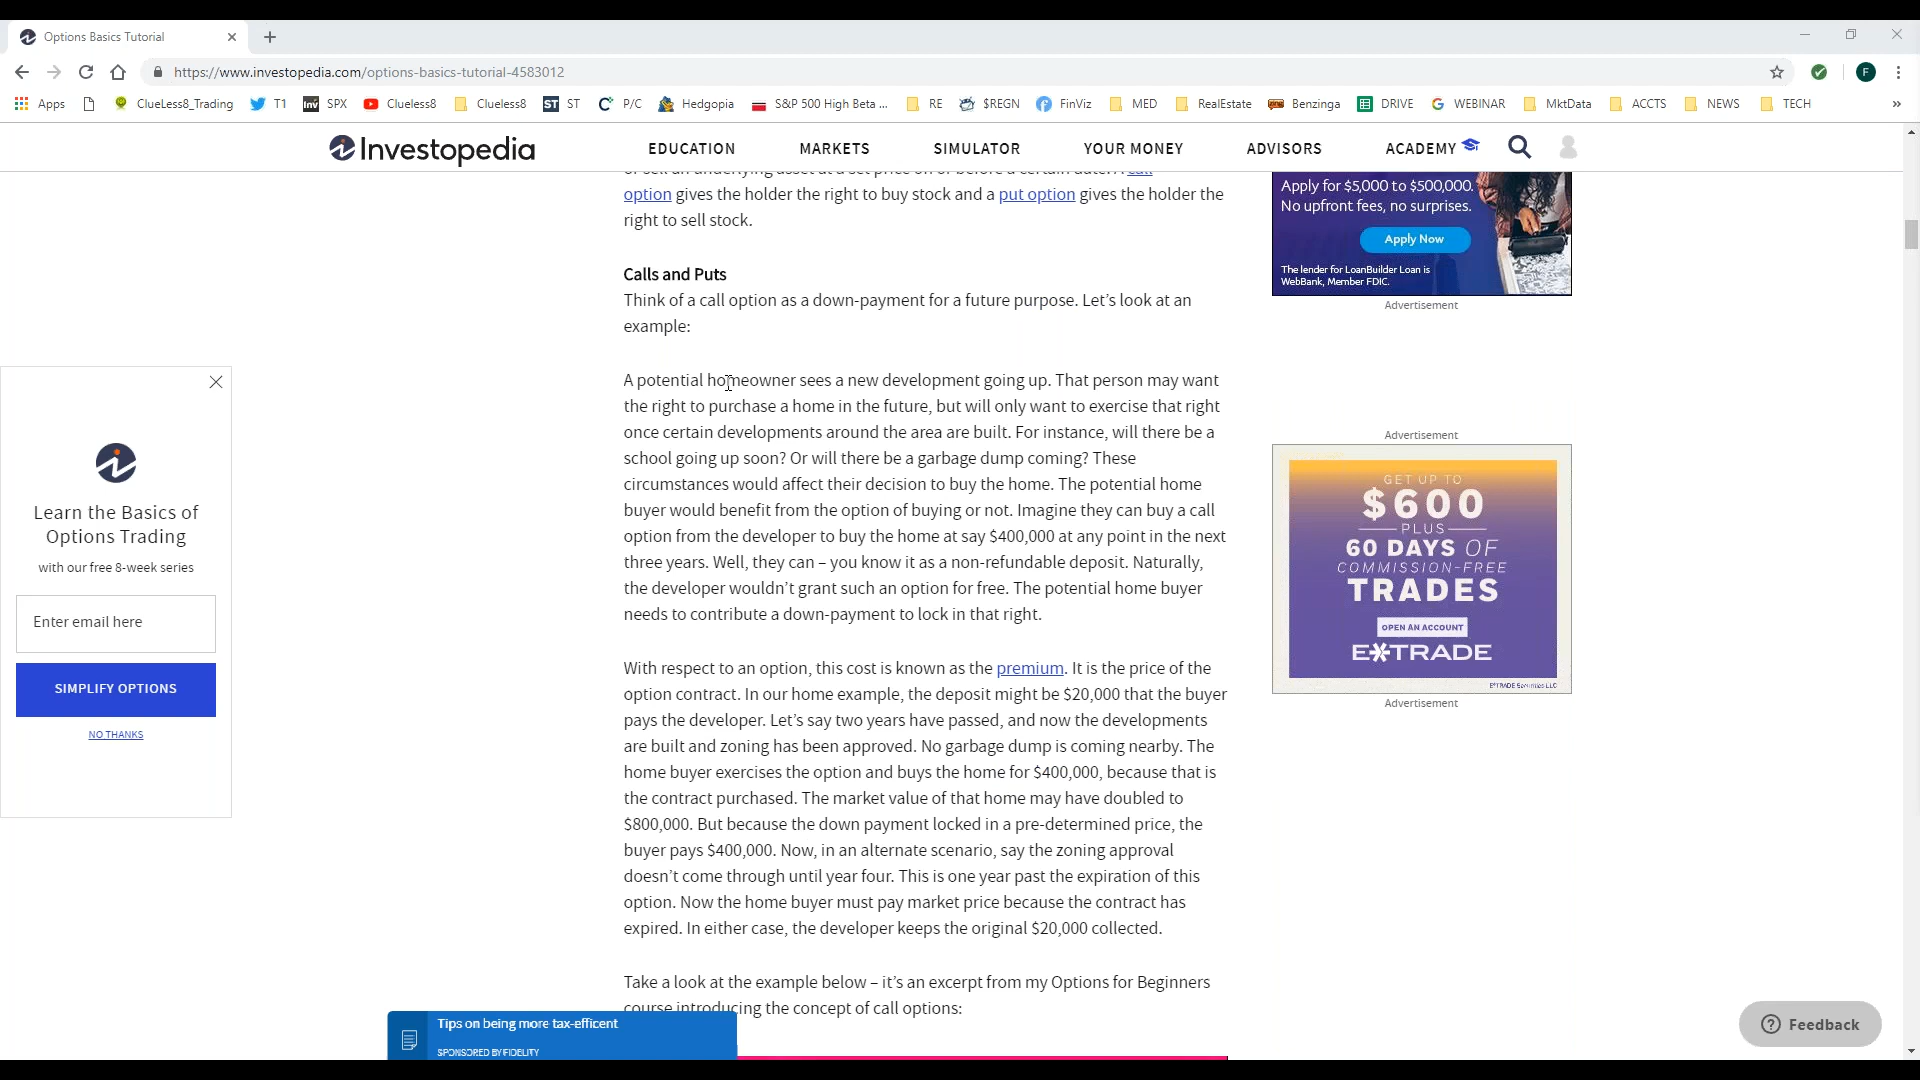 Options Basics Tutorial
https://www.investopedia.com/options-basics-tutorial-4583012
F
Apps ClueLess8_Trading T1 SPX Clueless8 Clueless8 ST P/C Hedgopia S&P 500 High Beta ... RE $REGN FinViz MED RealEstate Benzinga DRIVE WEBINAR MktData ACCTS NEWS TECH »
Investopedia EDUCATION MARKETS SIMULATOR YOUR MONEY ADVISORS ACADEMY
or sell an underlying asset at a set price on or before a certain date. A call
option gives the holder the right to buy stock and a put option gives the holder the
right to sell stock.
Calls and Puts
Think of a call option as a down-payment for a future purpose. Let's look at an
example:
A potential homeowner sees a new development going up. That person may want
the right to purchase a home in the future, but will only want to exercise that right
once certain developments around the area are built. For instance, will there be a
school going up soon? Or will there be a garbage dump coming? These
circumstances would affect their decision to buy the home. The potential home
buyer would benefit from the option of buying or not. Imagine they can buy a call
option from the developer to buy the home at say $400,000 at any point in the next
three years. Well, they can – you know it as a non-refundable deposit. Naturally,
the developer wouldn't grant such an option for free. The potential home buyer
needs to contribute a down-payment to lock in that right.
With respect to an option, this cost is known as the premium. It is the price of the
option contract. In our home example, the deposit might be $20,000 that the buyer
pays the developer. Let's say two years have passed, and now the developments
are built and zoning has been approved. No garbage dump is coming nearby. The
home buyer exercises the option and buys the home for $400,000, because that is
the contract purchased. The market value of that home may have doubled to
$800,000. But because the down payment locked in a pre-determined price, the
buyer pays $400,000. Now, in an alternate scenario, say the zoning approval
doesn't come through until year four. This is one year past the expiration of this
option. Now the home buyer must pay market price because the contract has
expired. In either case, the developer keeps the original $20,000 collected.
Take a look at the example below – it's an excerpt from my Options for Beginners
course introducing the concept of call options:
Learn the Basics of
Options Trading
with our free 8-week series
Enter email here
SIMPLIFY OPTIONS
NO THANKS
Tips on being more tax-efficent
SPONSORED BY FIDELITY
Apply for $5,000 to $500,000.
No upfront fees, no surprises.
Apply Now
The lender for LoanBuilder Loan is
WebBank, Member FDIC.
Advertisement
Advertisement
GET UP TO
$600
PLUS
60 DAYS OF
COMMISSION-FREE
TRADES
OPEN AN ACCOUNT
E*TRADE
E*TRADE Securities LLC
Advertisement
Feedback